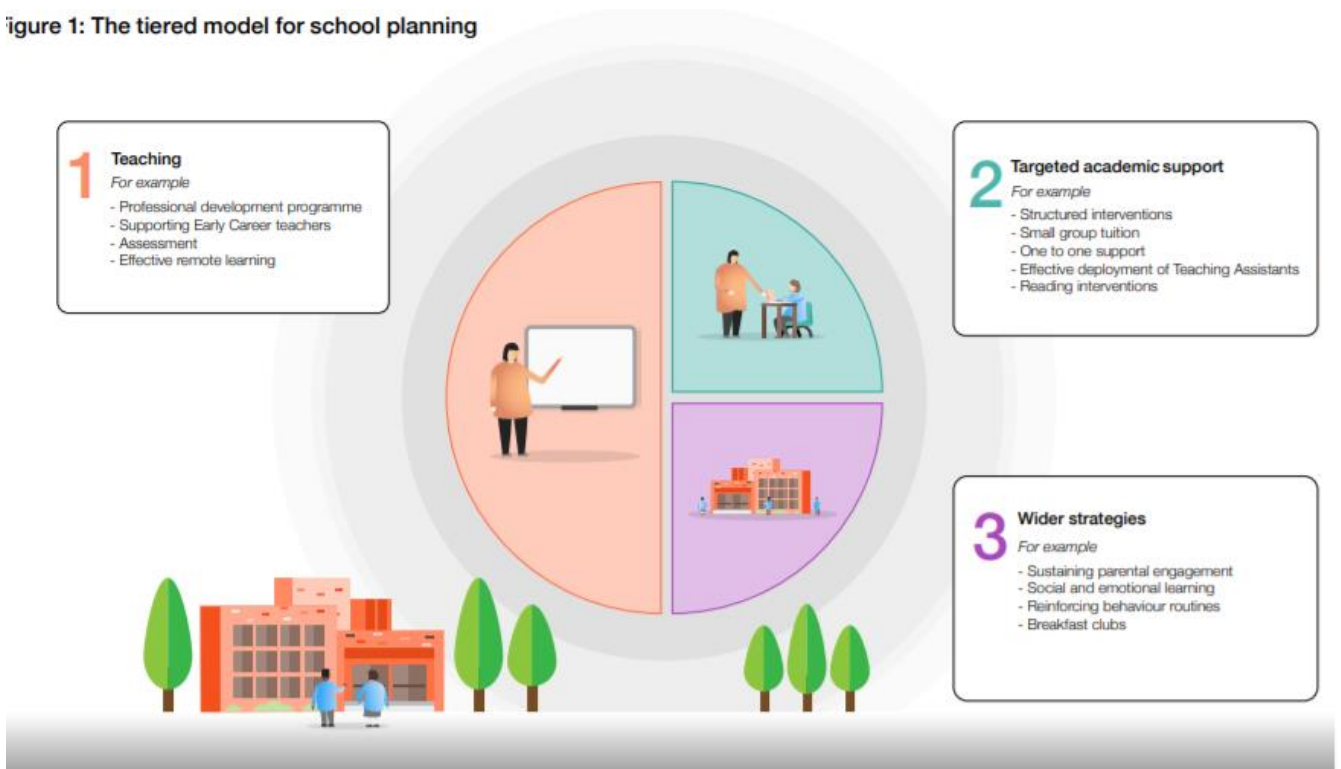 igure 1: The tiered model for school planning
1
Teaching
For example
- Professional development programme
- Supporting Early Career teachers
- Assessment
- Effective remote learning
2
Targeted academic support
For example
- Structured interventions
- Small group tuition
- One to one support
- Effective deployment of Teaching Assistants
- Reading interventions
3
Wider strategies
For example
- Sustaining parental engagement
- Social and emotional learning
- Reinforcing behaviour routines
- Breakfast clubs